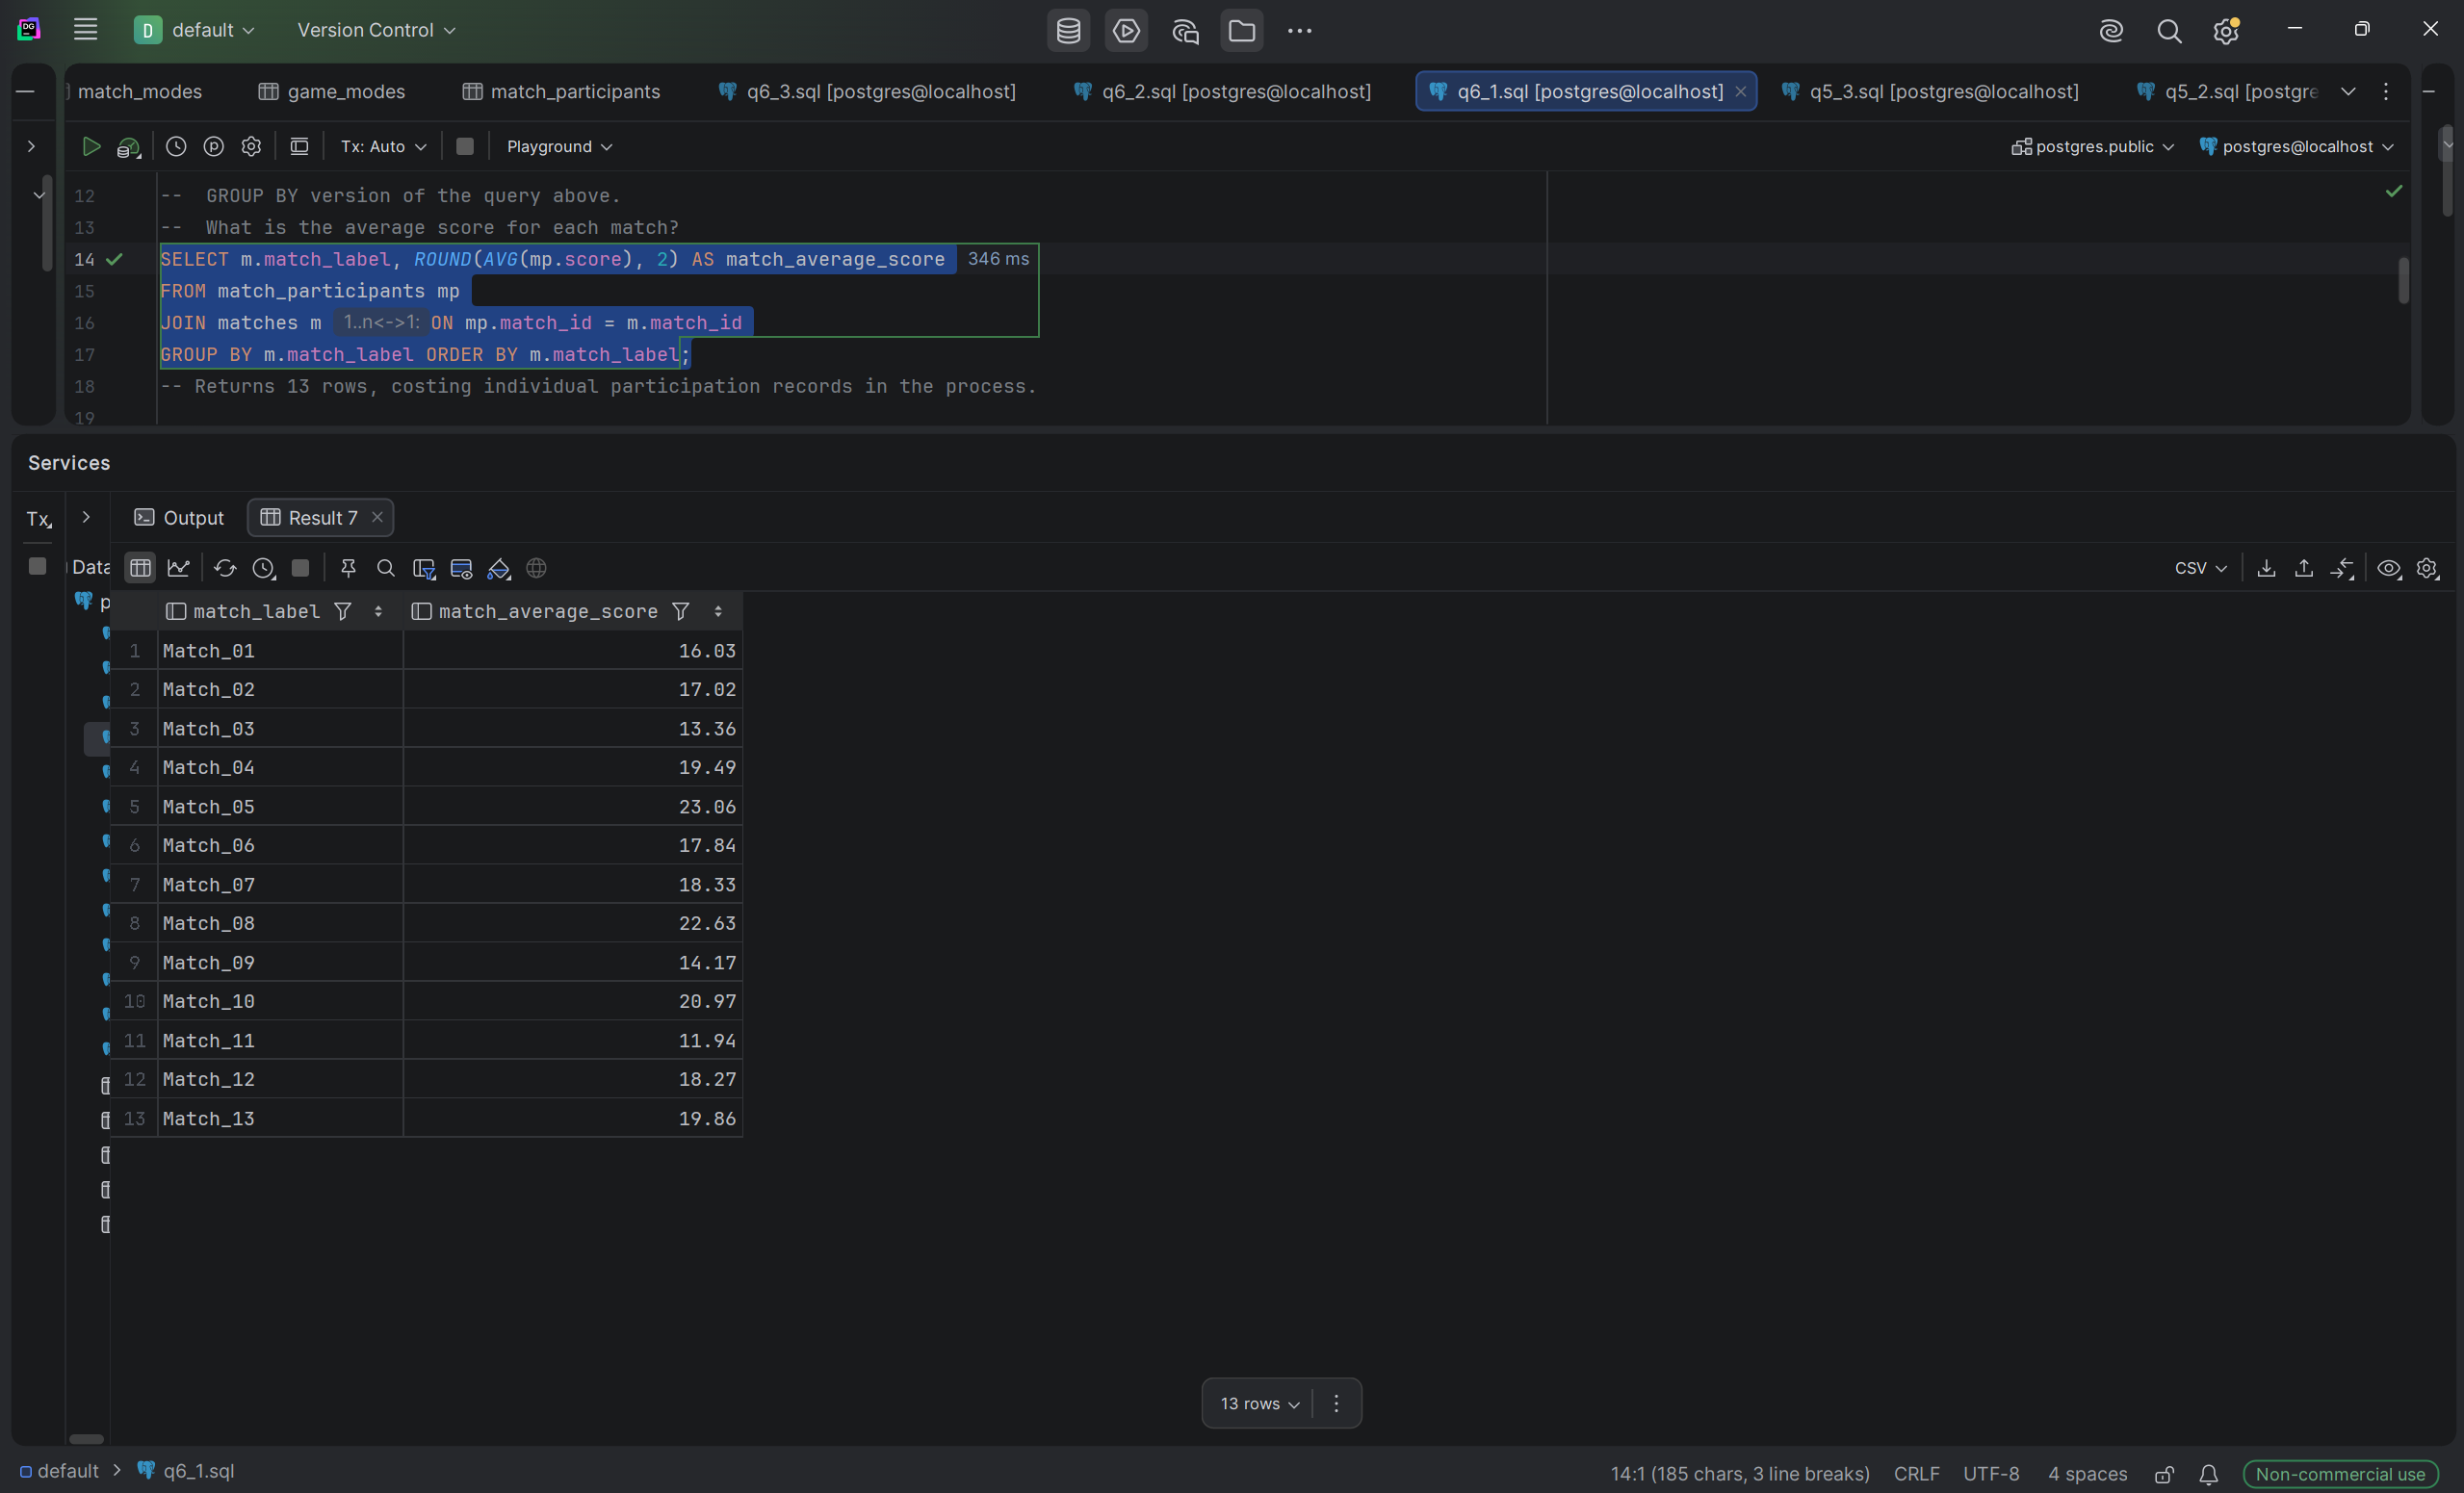 DG
D default
Version Control
match_modes
game_modes
match_participants
q6_3.sql [postgres@localhost]
q6_2.sql [postgres@localhost]
q6_1.sql [postgres@localhost]
q5_3.sql [postgres@localhost]
q5_2.sql [postgre
Tx: Auto
Playground
postgres.public
postgres@localhost
12 -- GROUP BY version of the query above.
13 -- What is the average score for each match?
14 SELECT m.match_label, ROUND(AVG(mp.score), 2) AS match_average_score 346 ms
15 FROM match_participants mp
16 JOIN matches m 1..n<->1: ON mp.match_id = m.match_id
17 GROUP BY m.match_label ORDER BY m.match_label;
18 -- Returns 13 rows, costing individual participation records in the process.
19
Services
Tx
Output
Result 7
Data
CSV
p
match_label match_average_score
1 Match_01 16.03
2 Match_02 17.02
3 Match_03 13.36
4 Match_04 19.49
5 Match_05 23.06
6 Match_06 17.84
7 Match_07 18.33
8 Match_08 22.63
9 Match_09 14.17
10 Match_10 20.97
11 Match_11 11.94
12 Match_12 18.27
13 Match_13 19.86
13 rows
default > q6_1.sql
14:1 (185 chars, 3 line breaks) CRLF UTF-8 4 spaces Non-commercial use